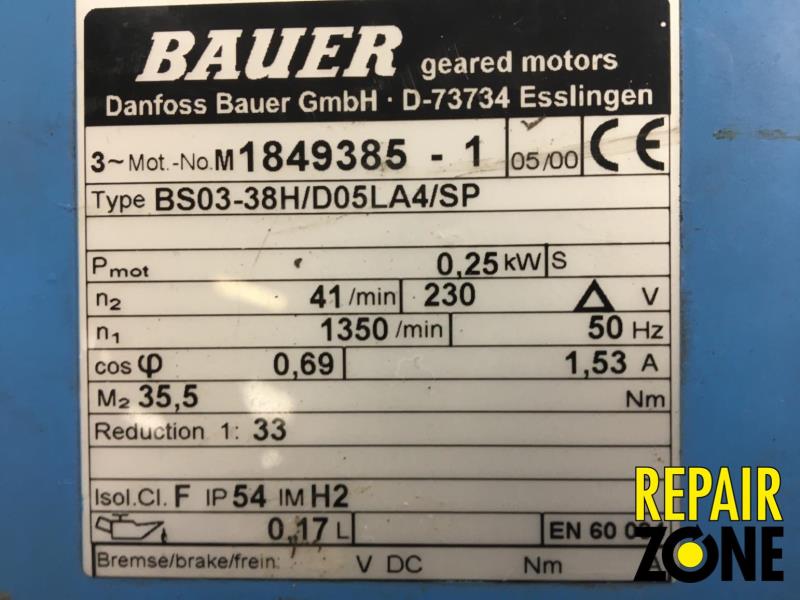 BAUER geared motors
Danfoss Bauer GmbH · D-73734 Esslingen
3~ Mot.-No. M 1849385 - 1 05/00 CE
Type BS03-38H/D05LA4/SP
Pmot 0,25 kW S
n2 41 /min 230 Δ V
n1 1350 /min 50 Hz
cos φ 0,69 1,53 A
M2 35,5 Nm
Reduction 1: 33
Isol.Cl. F IP 54 IM H2
0,17 L EN 60
Bremse/brake/frein: V DC Nm A
REPAIR
ZONE